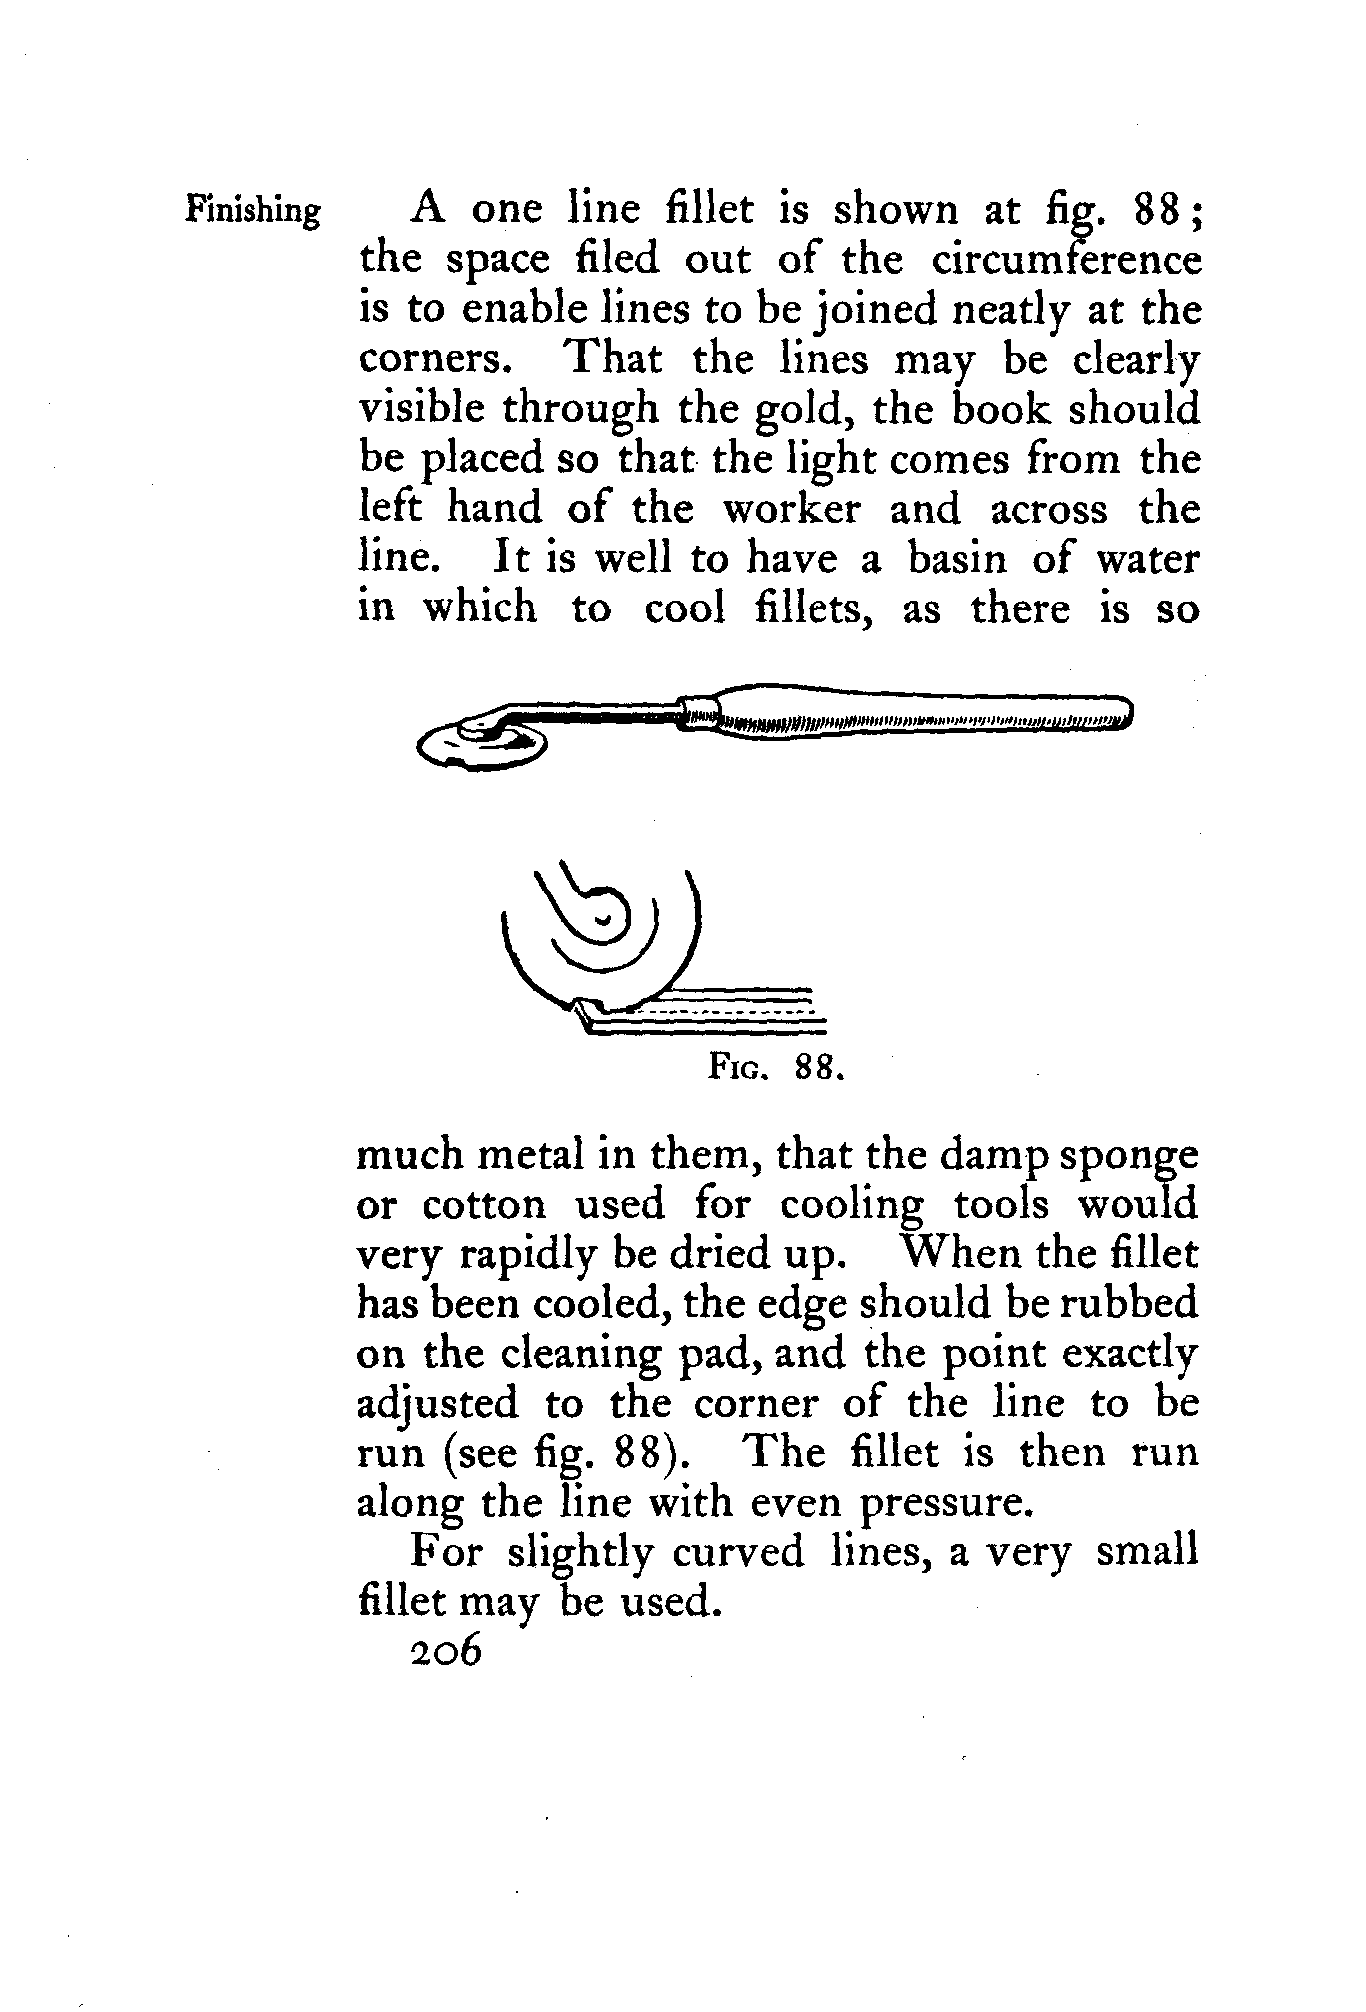 Finishing
A one line fillet is shown at fig. 88;
the space filed out of the circumference
is to enable lines to be joined neatly at the
corners. That the lines may be clearly
visible through the gold, the book should
be placed so that the light comes from the
left hand of the worker and across the
line. It is well to have a basin of water
in which to cool fillets, as there is so
Fig. 88.
much metal in them, that the damp sponge
or cotton used for cooling tools would
very rapidly be dried up. When the fillet
has been cooled, the edge should be rubbed
on the cleaning pad, and the point exactly
adjusted to the corner of the line to be
run (see fig. 88). The fillet is then run
along the line with even pressure.
For slightly curved lines, a very small
fillet may be used.
206